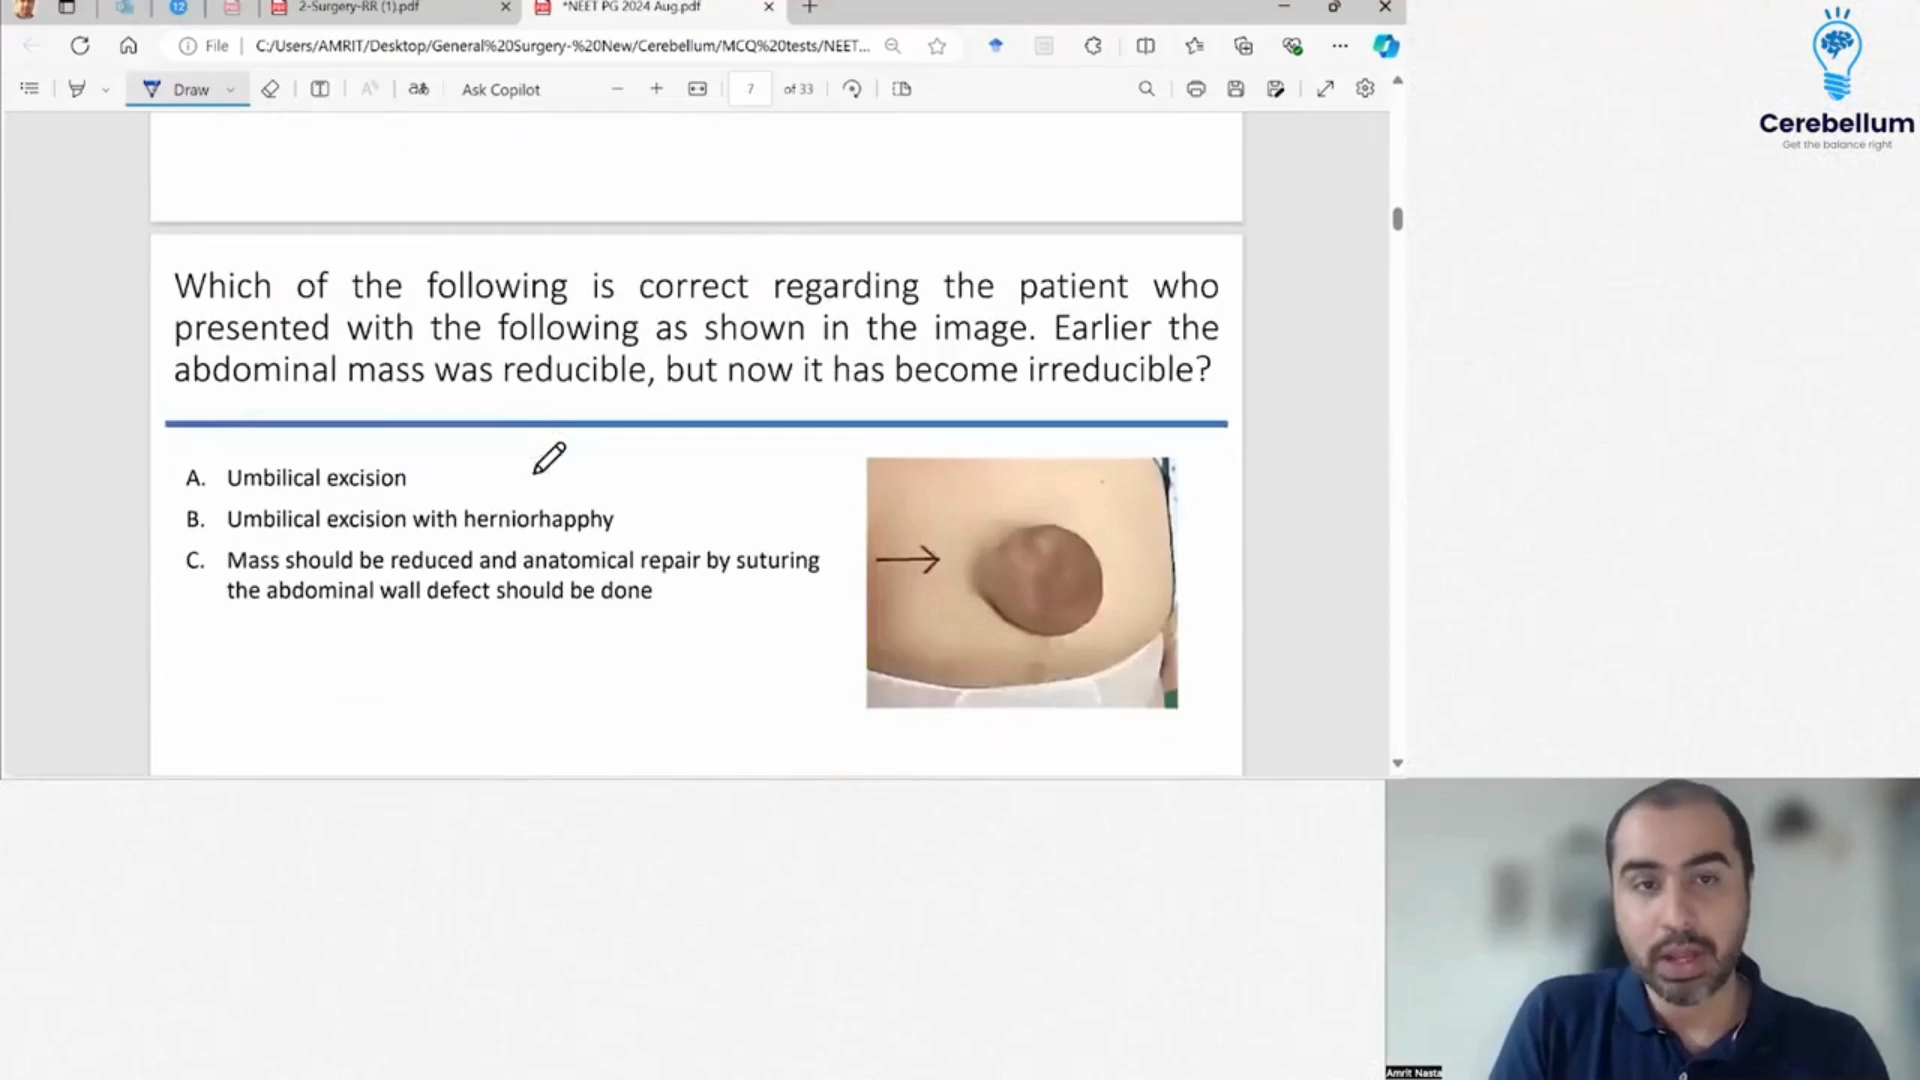 2-Surgery-RR (1).pdf
*NEET PG 2024 Aug.pdf
12
File
C:/Users/AMRIT/Desktop/General%20Surgery-%20New/Cerebellum/MCQ%20tests/NEET...
Draw
Ask Copilot
7 of 33
Cerebellum
Get the balance right
Which of the following is correct regarding the patient who
presented with the following as shown in the image. Earlier the
abdominal mass was reducible, but now it has become irreducible?
A. Umbilical excision
B. Umbilical excision with herniorhapphy
C. Mass should be reduced and anatomical repair by suturing
the abdominal wall defect should be done
Amrit Nasta